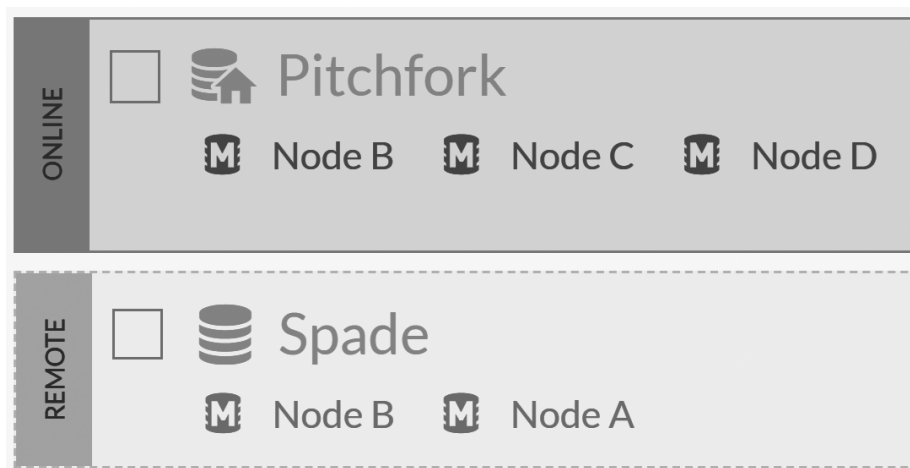 ONLINE
Pitchfork
M Node B M Node C M Node D
REMOTE
Spade
M Node B M Node A